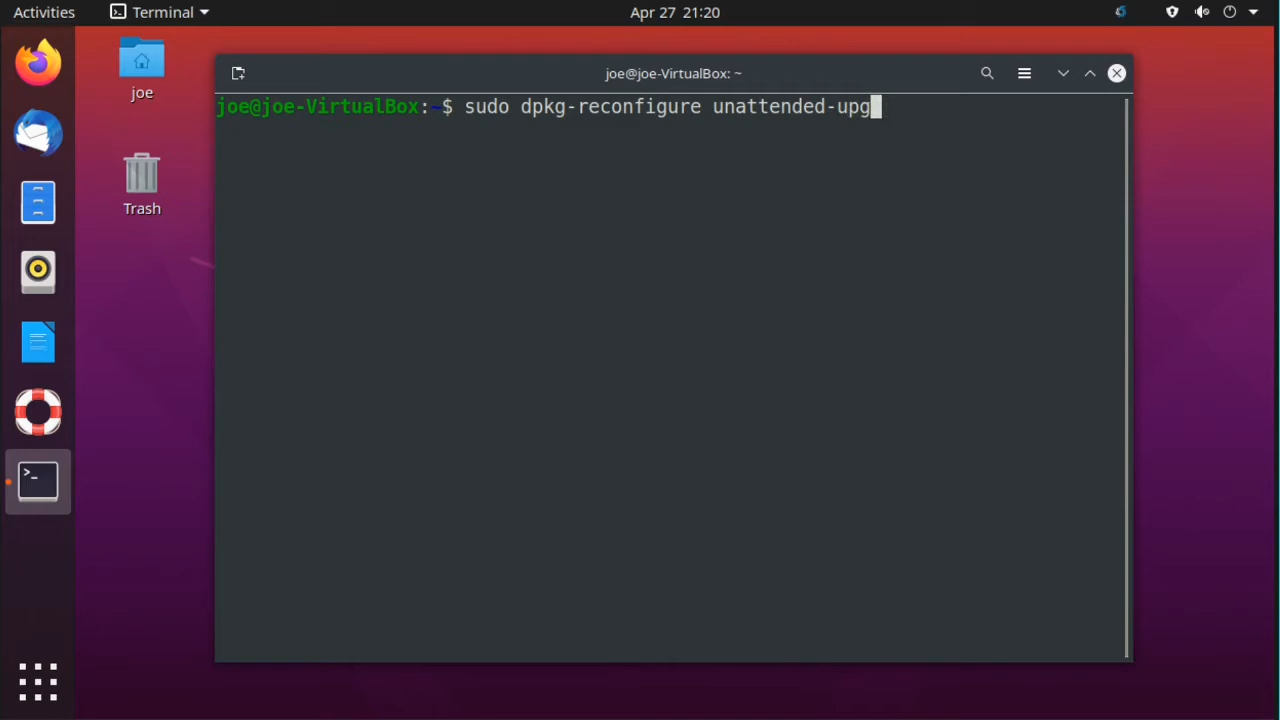 Activities
Terminal
Apr 27 21:20
joe
Trash
joe@joe-VirtualBox: ~
joe@joe-VirtualBox:~$ sudo dpkg-reconfigure unattended-upg
>_